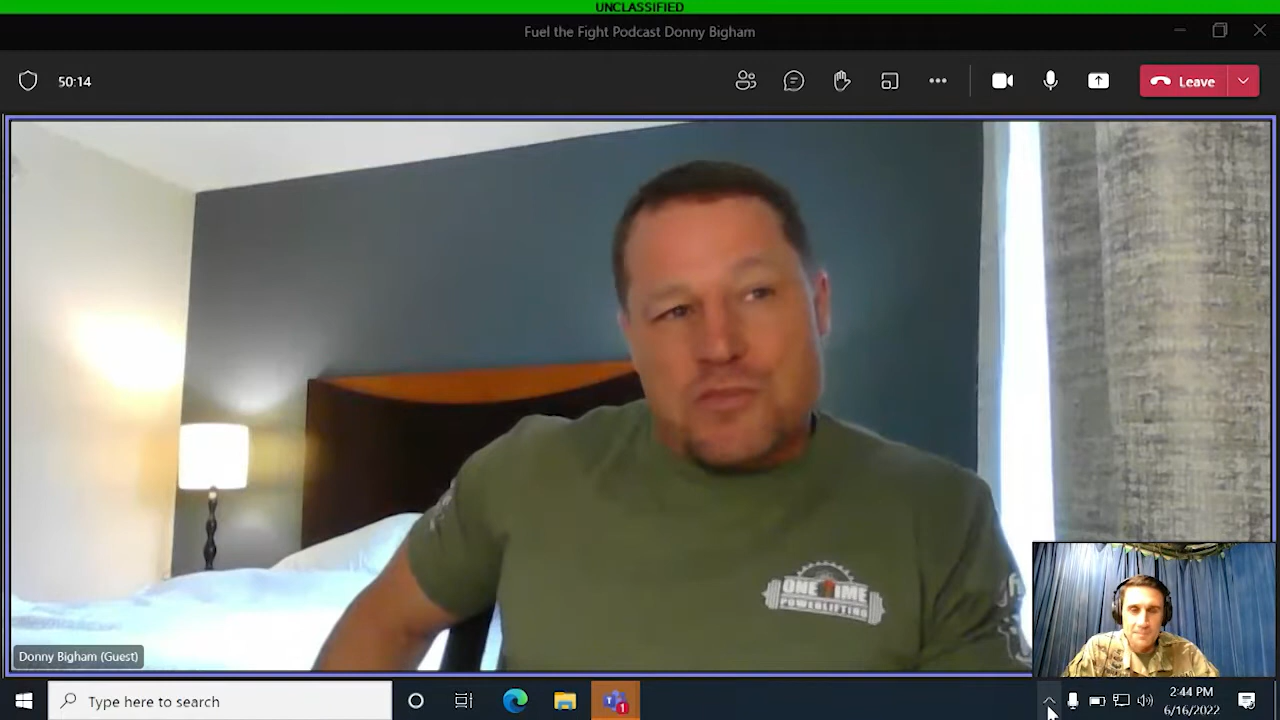 UNCLASSIFIED
Fuel the Fight Podcast Donny Bigham
50:14
Leave
ONE TIME
POWERLIFTING
Donny Bigham (Guest)
Type here to search
1
2:44 PM
6/16/2022